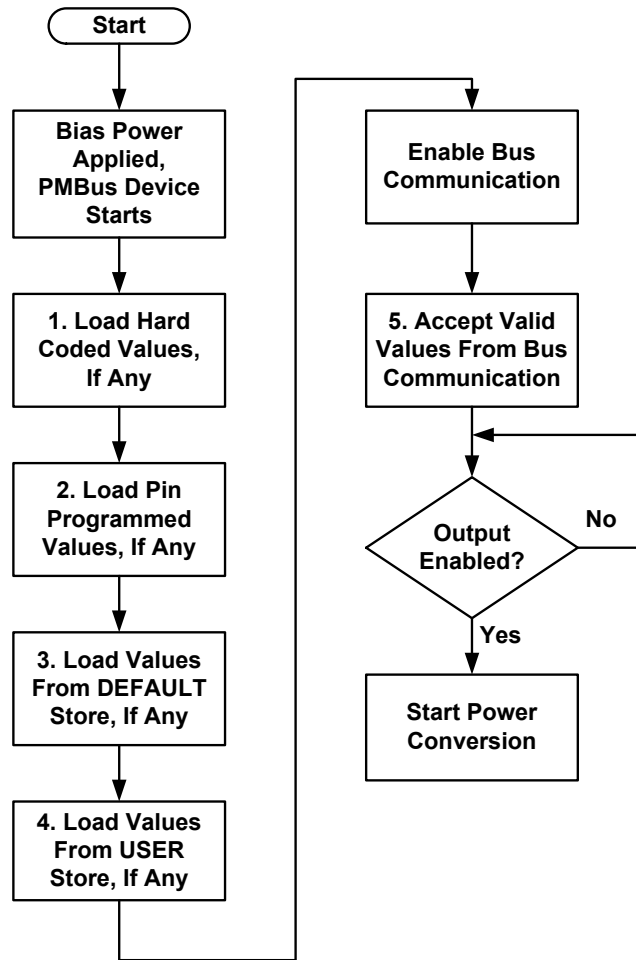 Start
Bias Power
Applied,
PMBus Device
Starts
1. Load Hard
Coded Values,
If Any
2. Load Pin
Programmed
Values, If Any
3. Load Values
From DEFAULT
Store, If Any
4. Load Values
From USER
Store, If Any
Enable Bus
Communication
5. Accept Valid
Values From Bus
Communication
Output
Enabled?
No
Yes
Start Power
Conversion